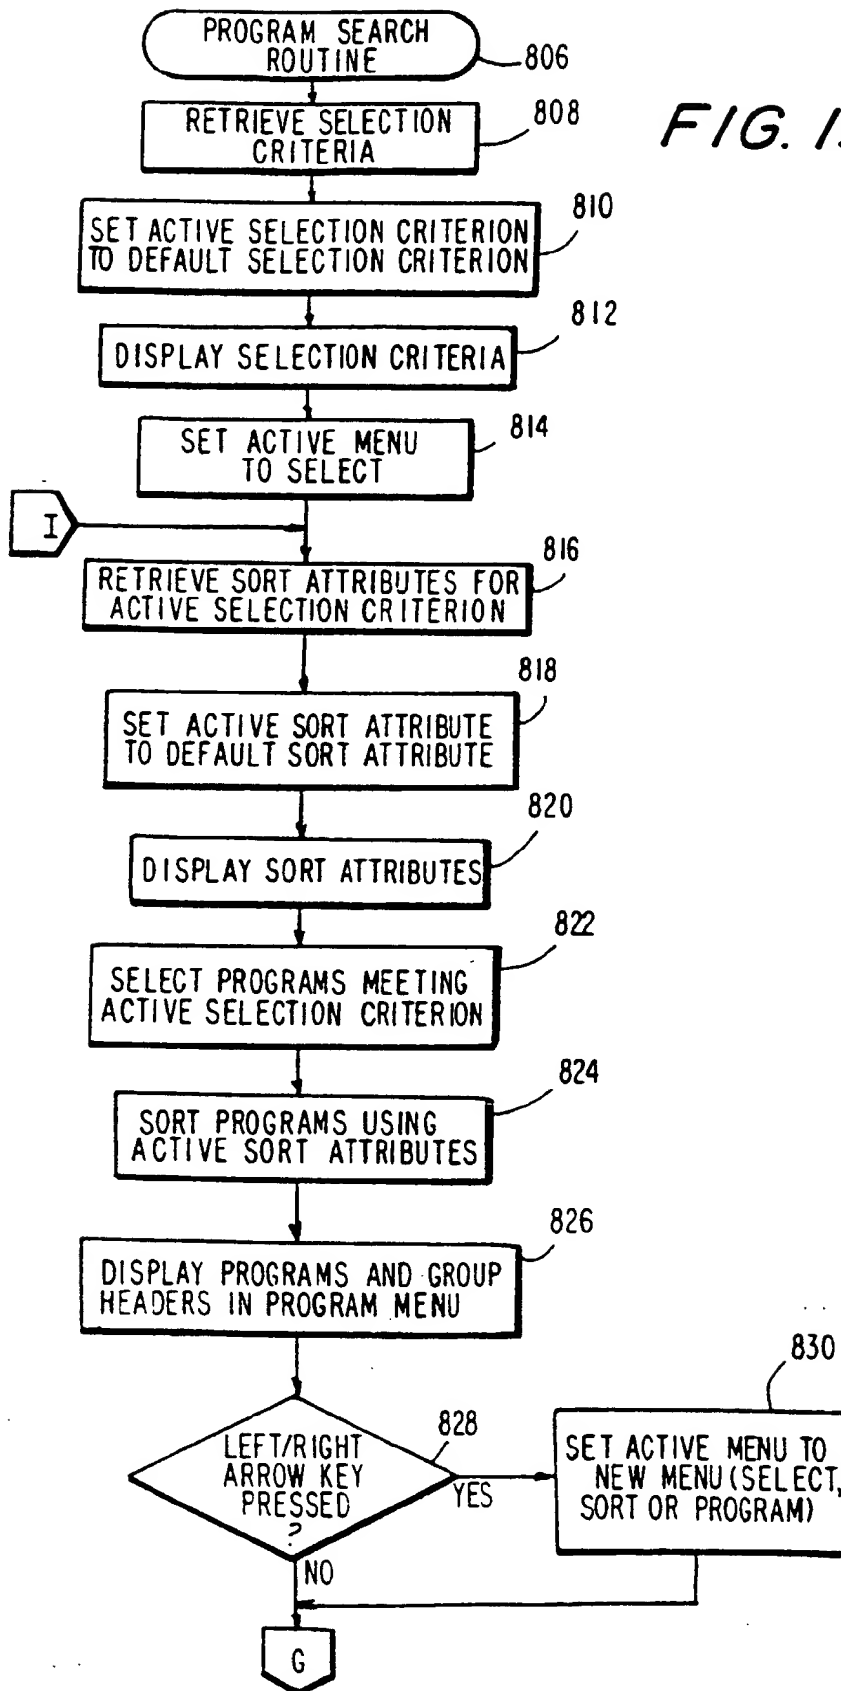 PROGRAM SEARCH
ROUTINE
806
RETRIEVE SELECTION
CRITERIA
808
FIG. 1
SET ACTIVE SELECTION CRITERION
TO DEFAULT SELECTION CRITERION
810
DISPLAY SELECTION CRITERIA
812
SET ACTIVE MENU
TO SELECT
814
I
RETRIEVE SORT ATTRIBUTES FOR
ACTIVE SELECTION CRITERION
816
SET ACTIVE SORT ATTRIBUTE
TO DEFAULT SORT ATTRIBUTE
818
DISPLAY SORT ATTRIBUTES
820
SELECT PROGRAMS MEETING
ACTIVE SELECTION CRITERION
822
SORT PROGRAMS USING
ACTIVE SORT ATTRIBUTES
824
DISPLAY PROGRAMS AND GROUP
HEADERS IN PROGRAM MENU
826
LEFT/RIGHT
ARROW KEY
PRESSED
?
828
YES
NO
SET ACTIVE MENU TO
NEW MENU (SELECT,
SORT OR PROGRAM)
830
G